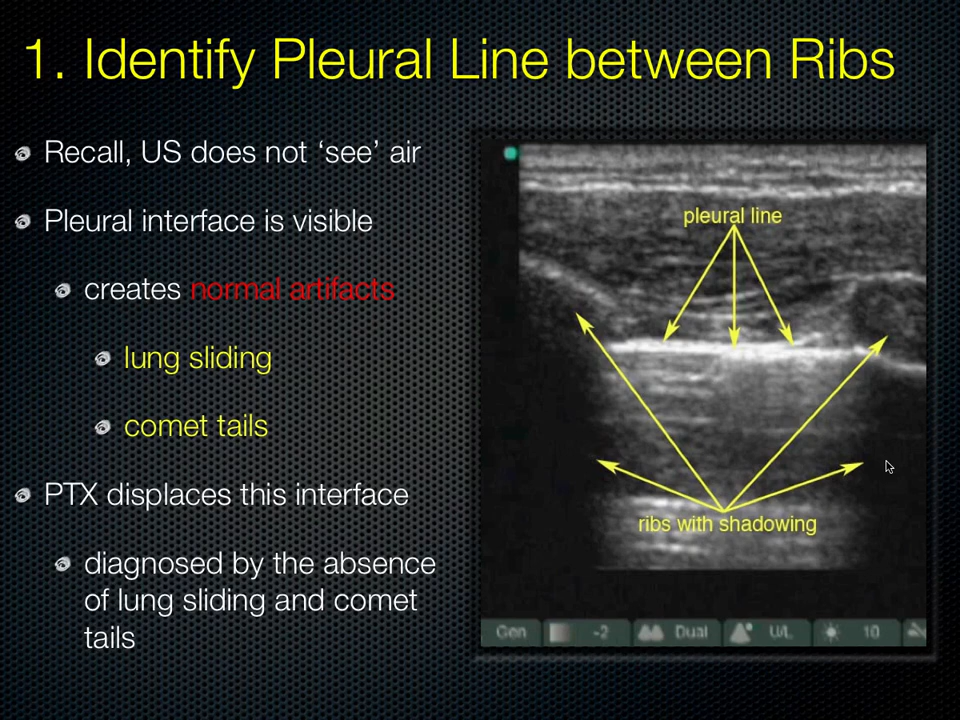 1. Identify Pleural Line between Ribs
Recall, US does not ‘see’ air
Pleural interface is visible
creates normal artifacts
lung sliding
comet tails
PTX displaces this interface
diagnosed by the absence
of lung sliding and comet
tails
pleural line
ribs with shadowing
Gen -2 Dual U/L 10